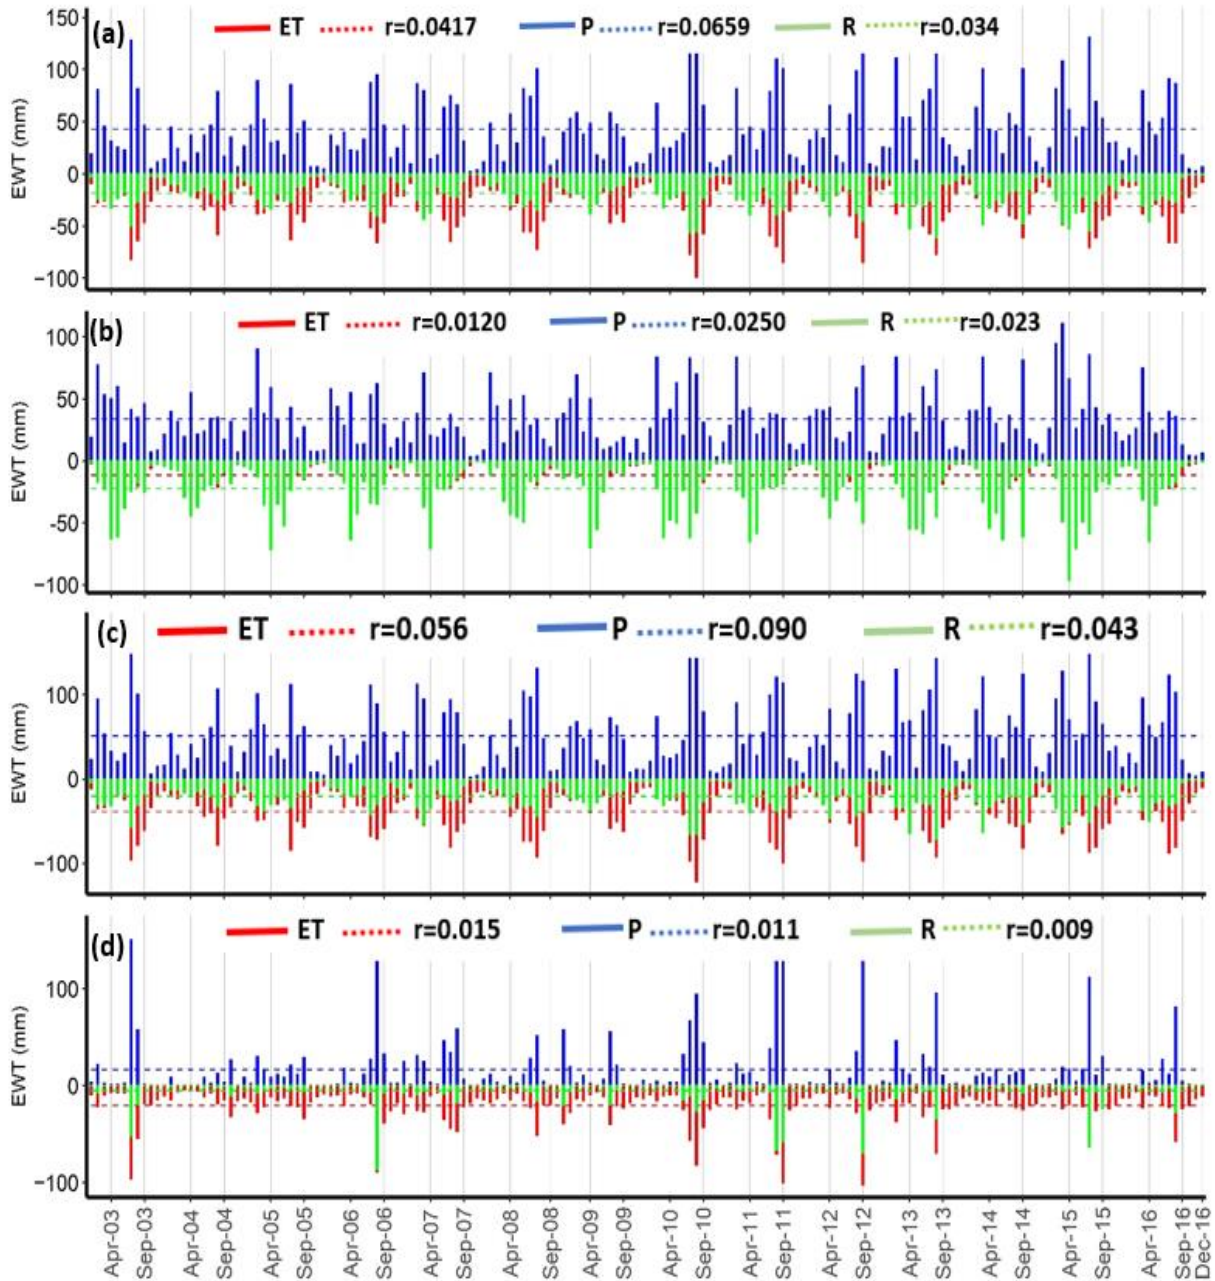 (a) ET r=0.0417 P r=0.0659 R r=0.034
150
100
50
0
-50
−100
EWT (mm)
(b) ET r=0.0120 P r=0.0250 R r=0.023
100
50
0
-50
−100
EWT (mm)
(c) ET r=0.056 P r=0.090 R r=0.043
100
0
−100
EWT (mm)
(d) ET r=0.015 P r=0.011 R r=0.009
100
0
−100
EWT (mm)
Apr-03 Sep-03 Apr-04 Sep-04 Apr-05 Sep-05 Apr-06 Sep-06 Apr-07 Sep-07 Apr-08 Sep-08 Apr-09 Sep-09 Apr-10 Sep-10 Apr-11 Sep-11 Apr-12 Sep-12 Apr-13 Sep-13 Apr-14 Sep-14 Apr-15 Sep-15 Apr-16 Sep-16 Dec-16